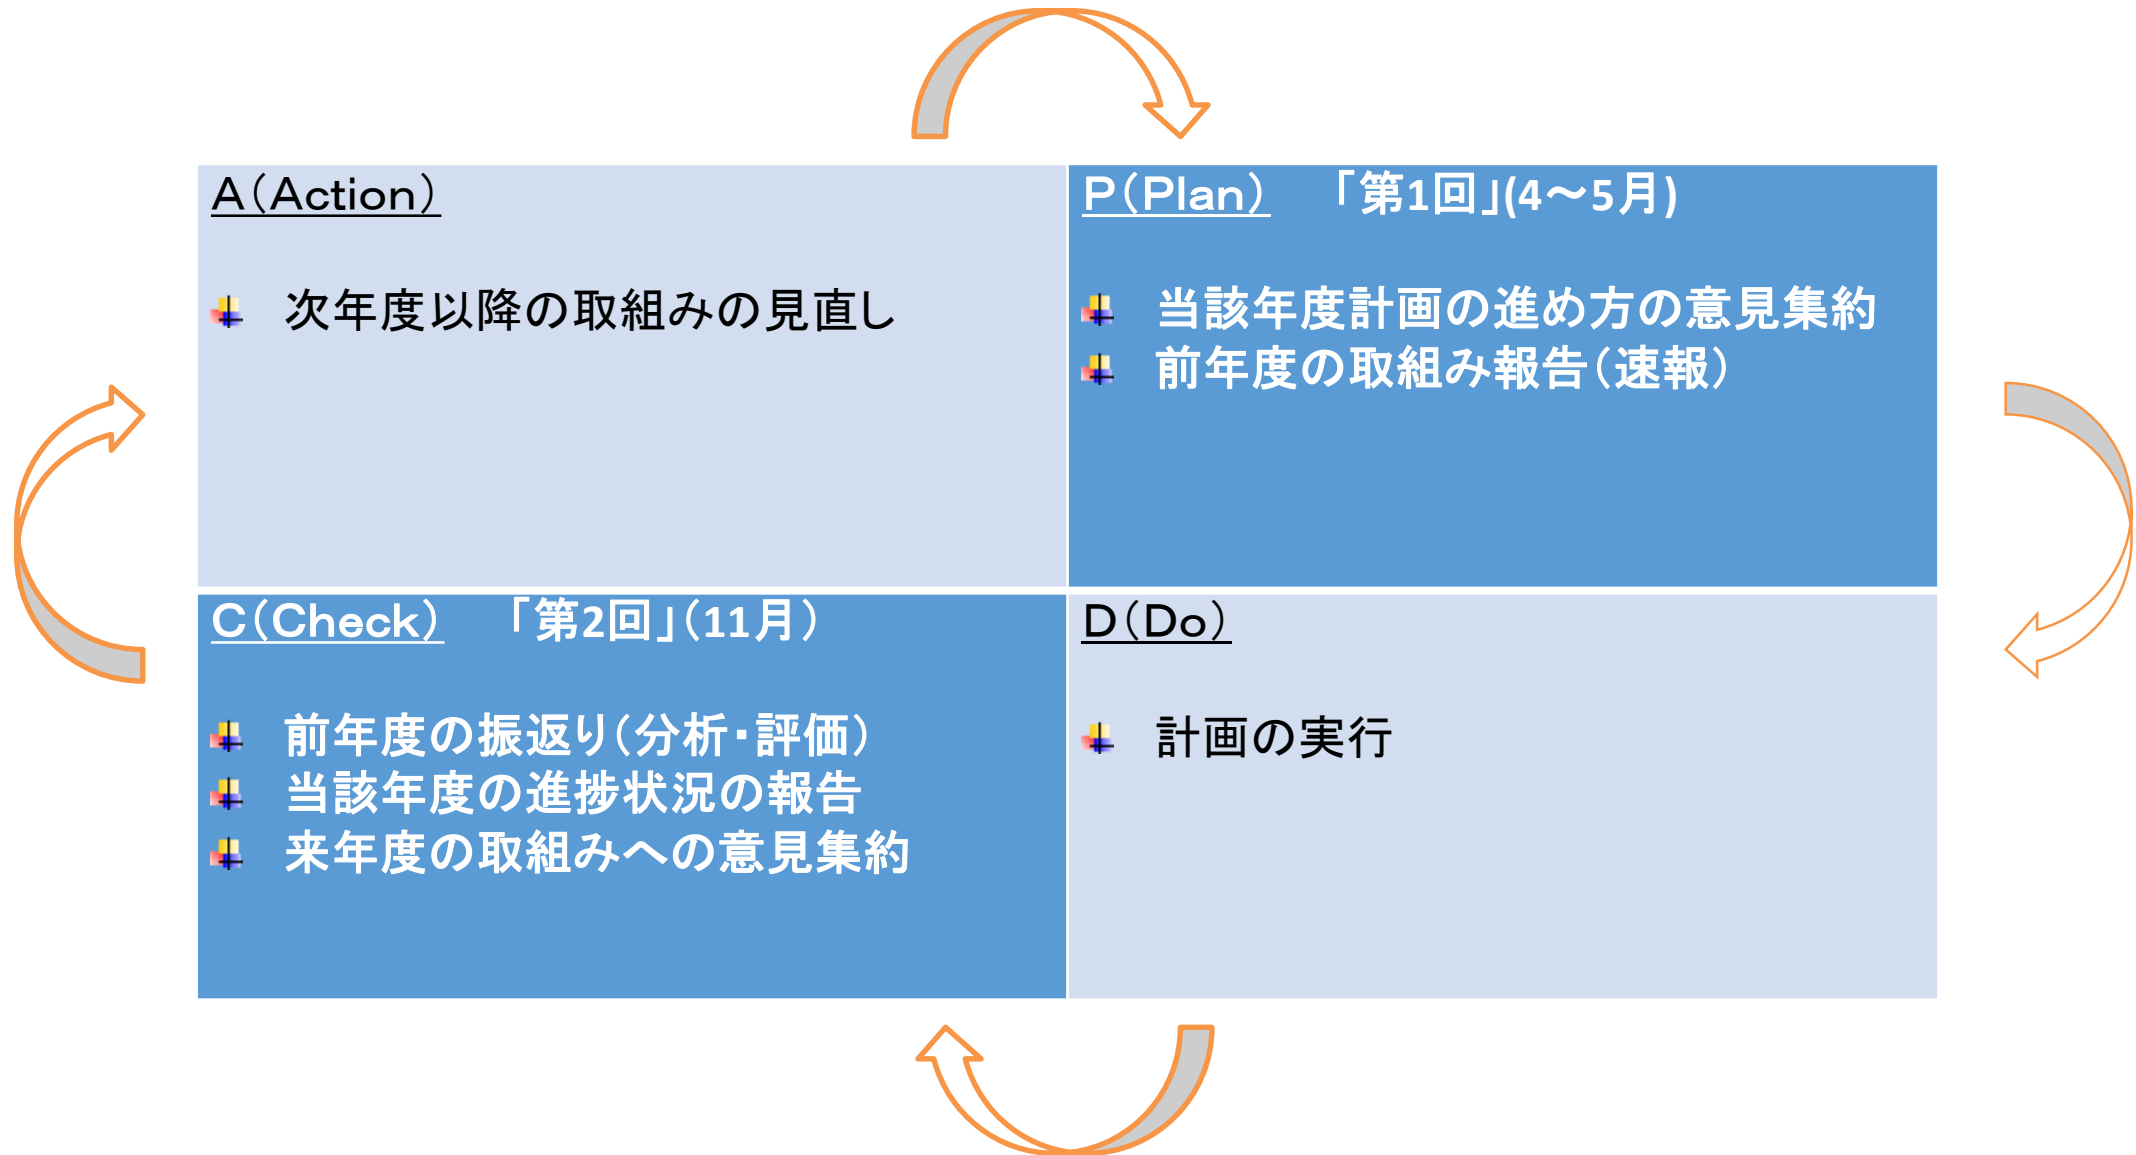 A（Action）
次年度以降の取組みの見直し
P（Plan）　「第1回」(4～5月)
当該年度計画の進め方の意見集約
前年度の取組み報告（速報）
C（Check）　「第2回」（11月）
前年度の振返り（分析・評価）
当該年度の進捗状況の報告
来年度の取組みへの意見集約
D（Do）
計画の実行